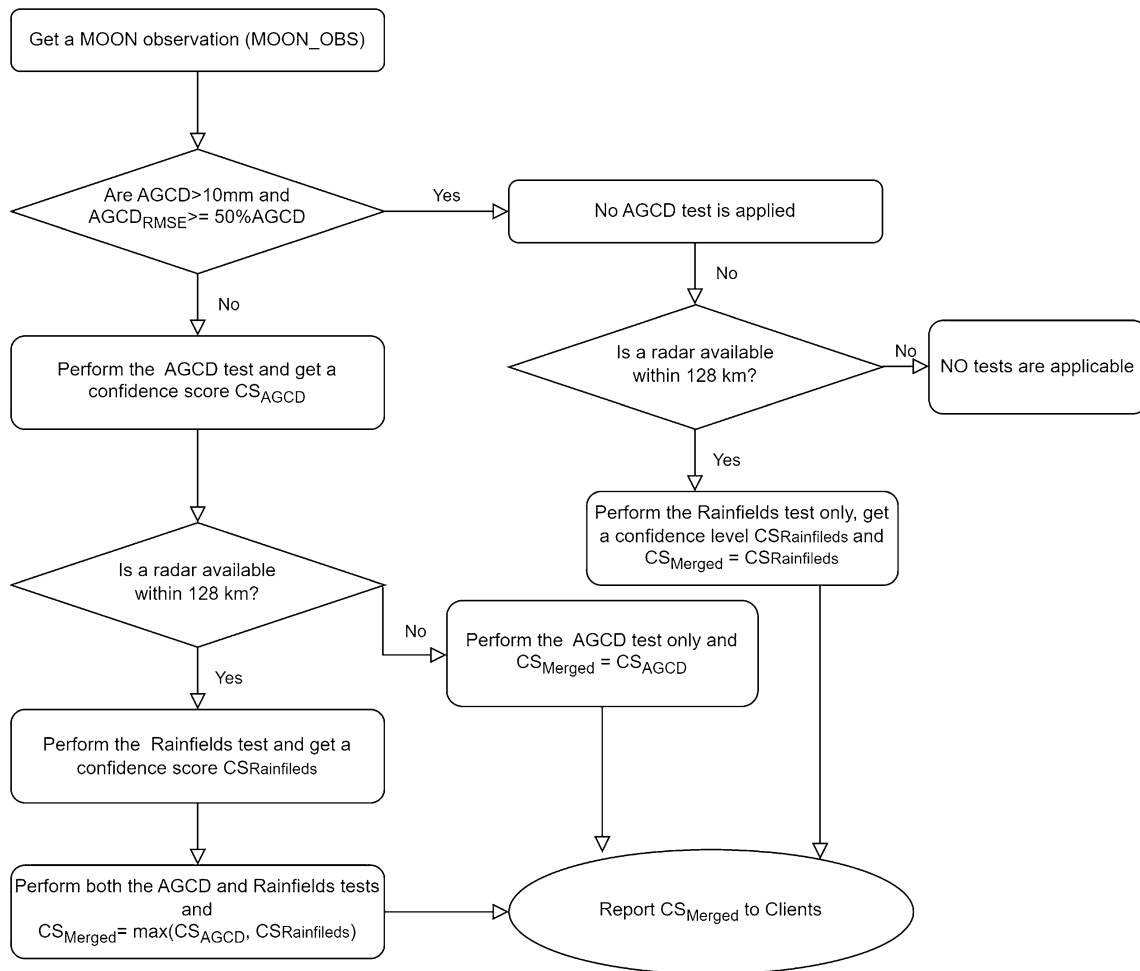 Get a MOON observation (MOON_OBS)
Are AGCD>10mm and
AGCDRMSE>= 50%AGCD
Yes
No AGCD test is applied
No
No
Perform the AGCD test and get a
confidence score CSAGCD
Is a radar available
within 128 km?
No
NO tests are applicable
Yes
Perform the Rainfields test only, get
a confidence level CSRainfileds and
CSMerged = CSRainfileds
Is a radar available
within 128 km?
No
Perform the AGCD test only and
CSMerged = CSAGCD
Yes
Perform the Rainfields test and get a
confidence score CSRainfileds
Perform both the AGCD and Rainfields tests
and
CSMerged= max(CSAGCD, CSRainfileds)
Report CSMerged to Clients